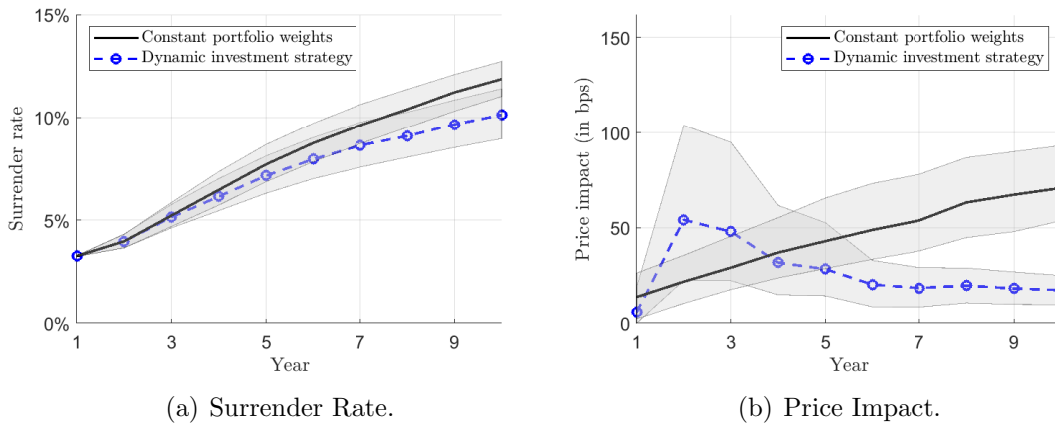 15%
10%
5%
0%
Surrender rate
Constant portfolio weights
Dynamic investment strategy
1 3 5 7 9
Year
(a) Surrender Rate.
150
100
50
0
Price impact (in bps)
Constant portfolio weights
Dynamic investment strategy
1 3 5 7 9
Year
(b) Price Impact.